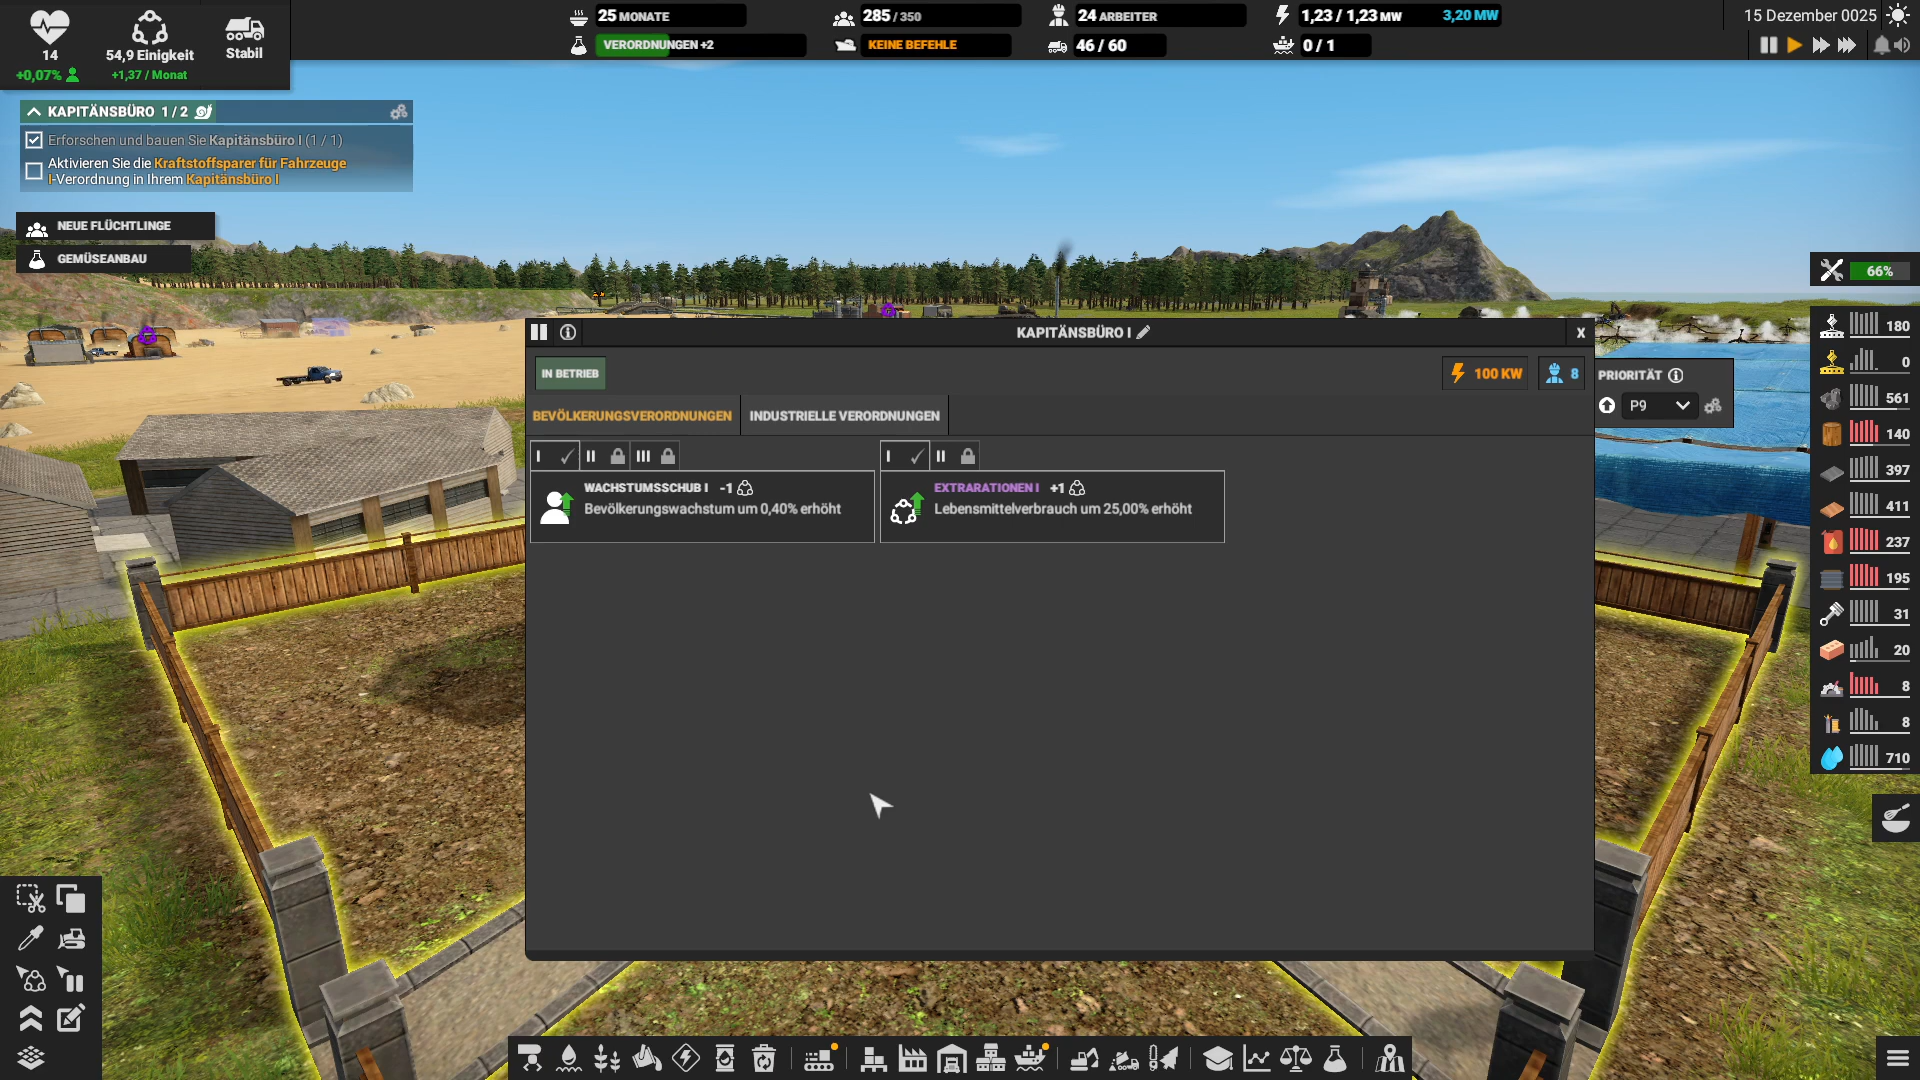 14
+0,07%
54,9 Einigkeit
+1,37 / Monat
Stabil
25 MONATE
VERORDNUNGEN +2
285 / 350
KEINE BEFEHLE
24 ARBEITER
46 / 60
1,23 / 1,23 MW
3,20 MW
0 / 1
15 Dezember 0025
KAPITÄNSBÜRO 1 / 2
Erforschen und bauen Sie Kapitänsbüro I (1 / 1)
Aktivieren Sie die Kraftstoffsparer für Fahrzeuge
I-Verordnung in Ihrem Kapitänsbüro I
NEUE FLÜCHTLINGE
GEMÜSEANBAU
KAPITÄNSBÜRO I
X
IN BETRIEB
100 KW
8
BEVÖLKERUNGSVERORDNUNGEN
INDUSTRIELLE VERORDNUNGEN
I
II
III
I
II
WACHSTUMSSCHUB I -1
Bevölkerungswachstum um 0,40% erhöht
EXTRARATIONEN I +1
Lebensmittelverbrauch um 25,00% erhöht
PRIORITÄT
P9
66%
180
0
561
140
397
411
237
195
31
20
8
8
710